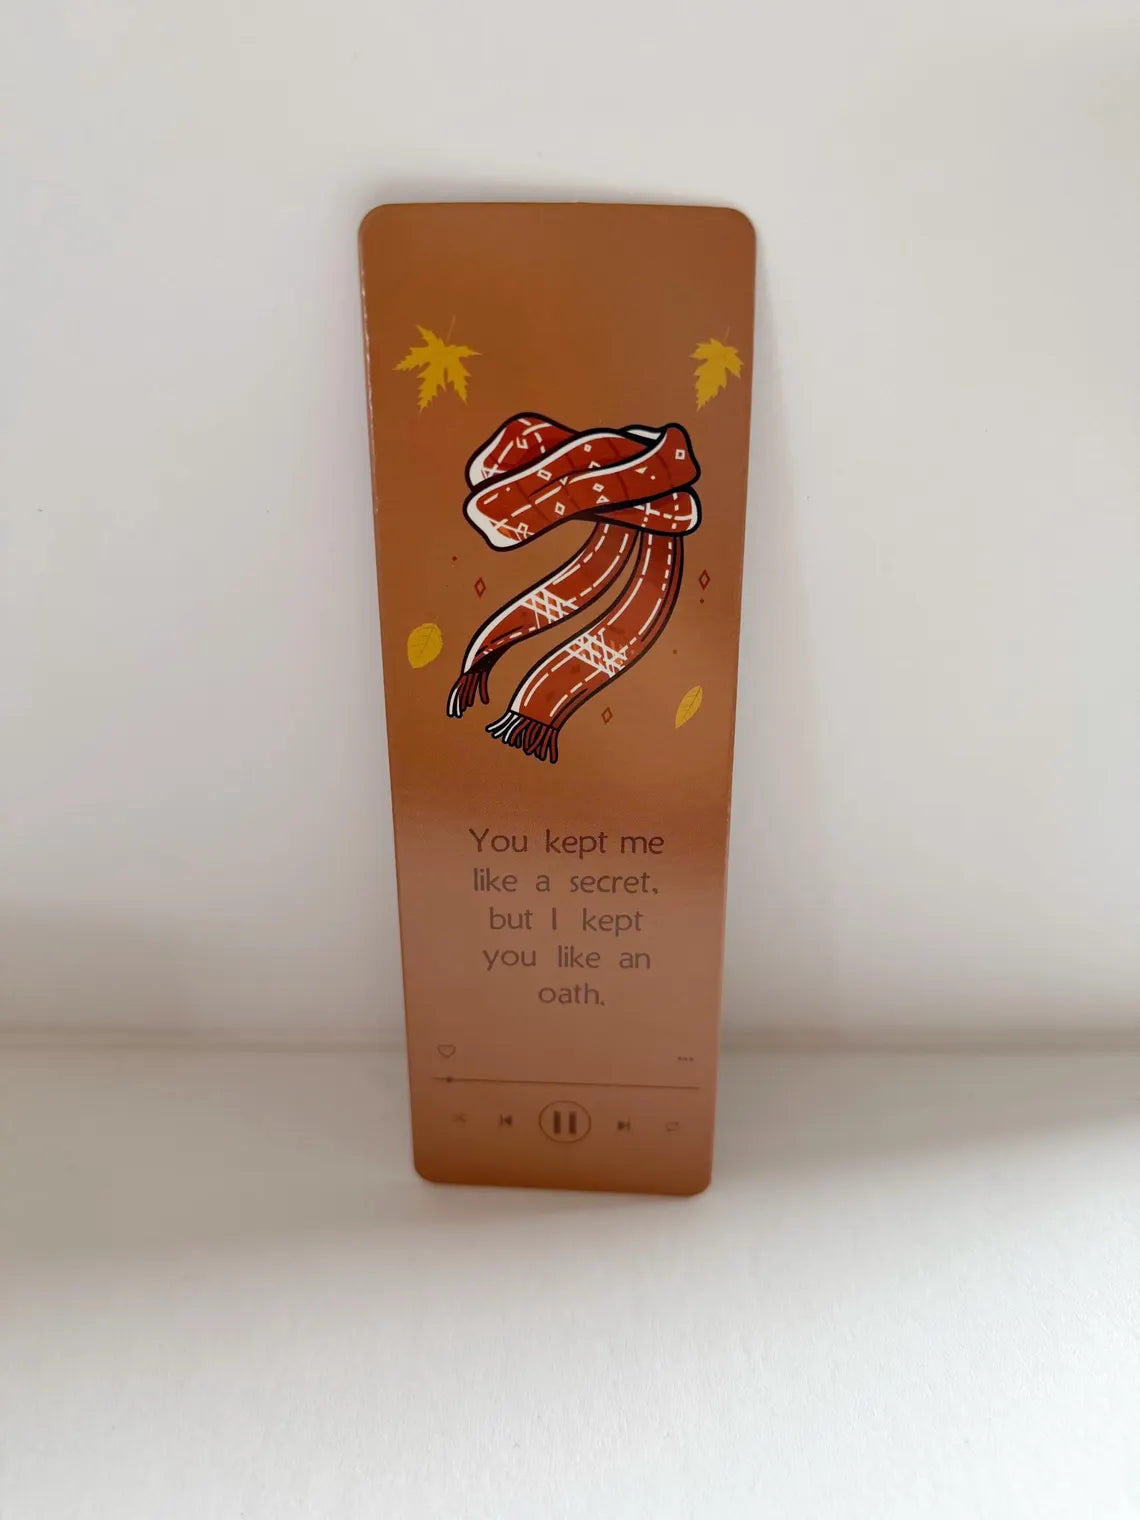 You kept me
like a secret,
but I kept
you like an
oath.